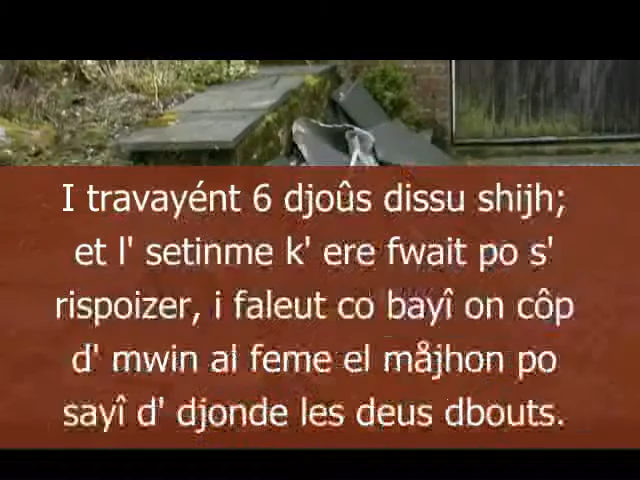 I travayént 6 djoûs dissu shijh;
et l' setinme k' ere fwait po s'
rispoizer, i faleut co bayî on côp
d' mwin al feme el måjhon po
sayî d' djonde les deus dbouts.